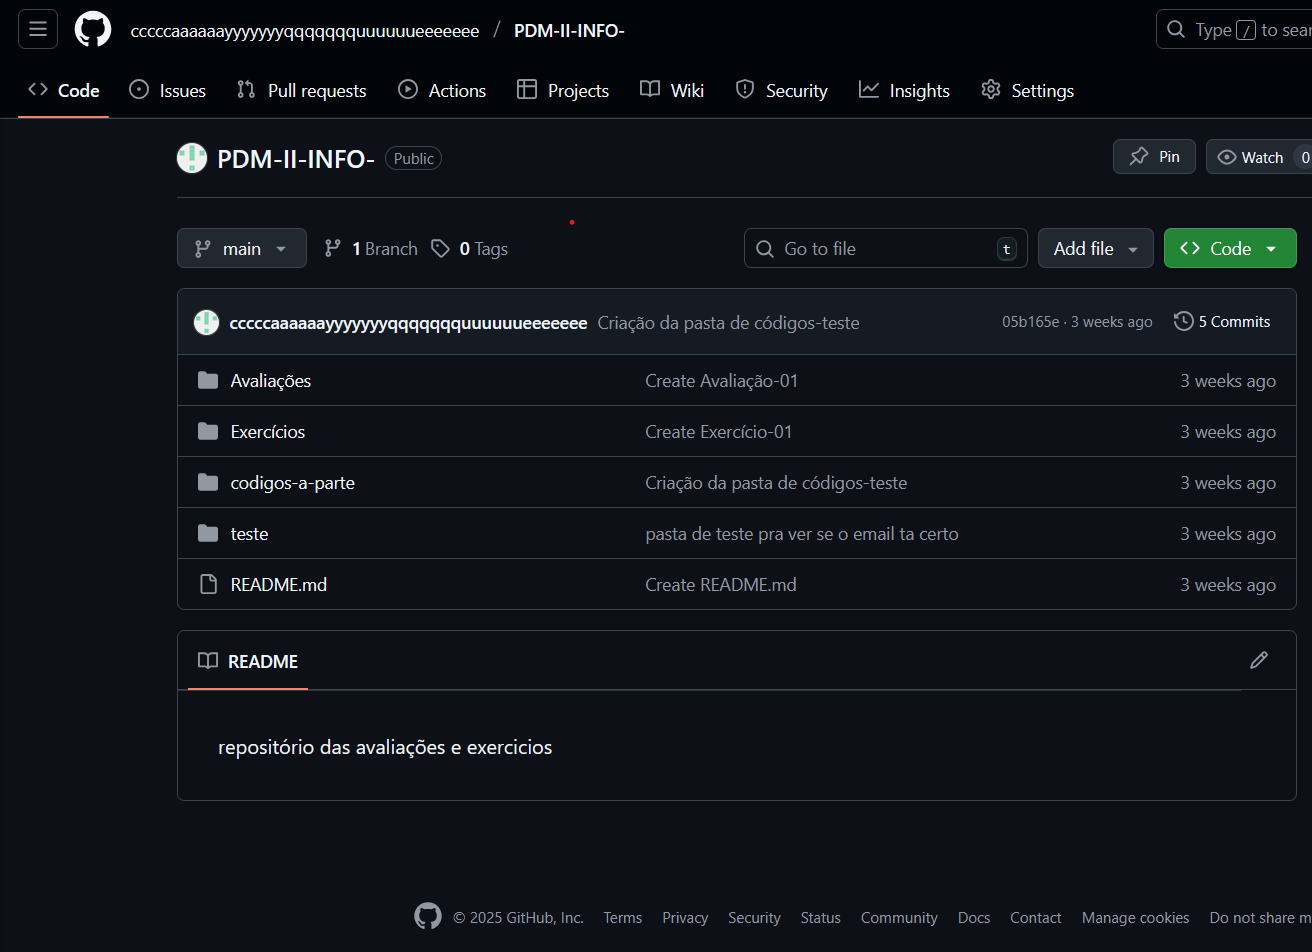 cccccaaaaaayyyyyyyqqqqqqquuuuuueeeeeee / PDM-II-INFO-
Type / to sear
Code Issues Pull requests Actions Projects Wiki Security Insights Settings
PDM-II-INFO- Public
Pin Watch 0
main 1 Branch 0 Tags
Go to file t Add file Code
cccccaaaaaayyyyyyyqqqqqqquuuuuueeeeeee Criação da pasta de códigos-teste 05b165e · 3 weeks ago 5 Commits
Avaliações Create Avaliação-01 3 weeks ago
Exercícios Create Exercício-01 3 weeks ago
codigos-a-parte Criação da pasta de códigos-teste 3 weeks ago
teste pasta de teste pra ver se o email ta certo 3 weeks ago
README.md Create README.md 3 weeks ago
README
repositório das avaliações e exercicios
© 2025 GitHub, Inc. Terms Privacy Security Status Community Docs Contact Manage cookies Do not share m